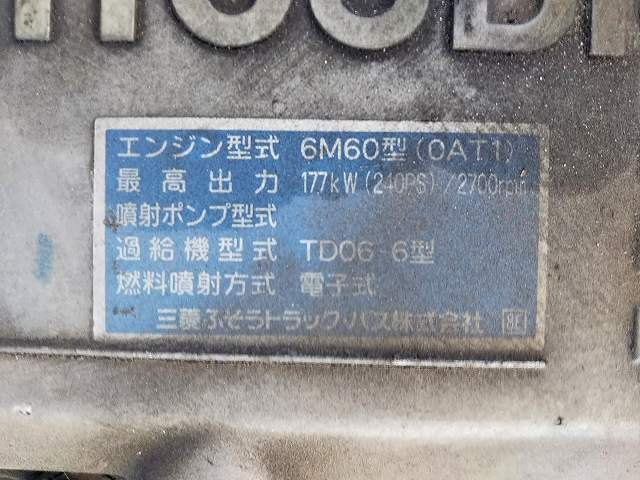 エンジン型式 6M60型(0AT1)
最高出力 177kW(240PS)/2700rpm
噴射ポンプ型式
過給機型式 TD06-6型
燃料噴射方式 電子式
三菱ふそうトラック・バス株式会社